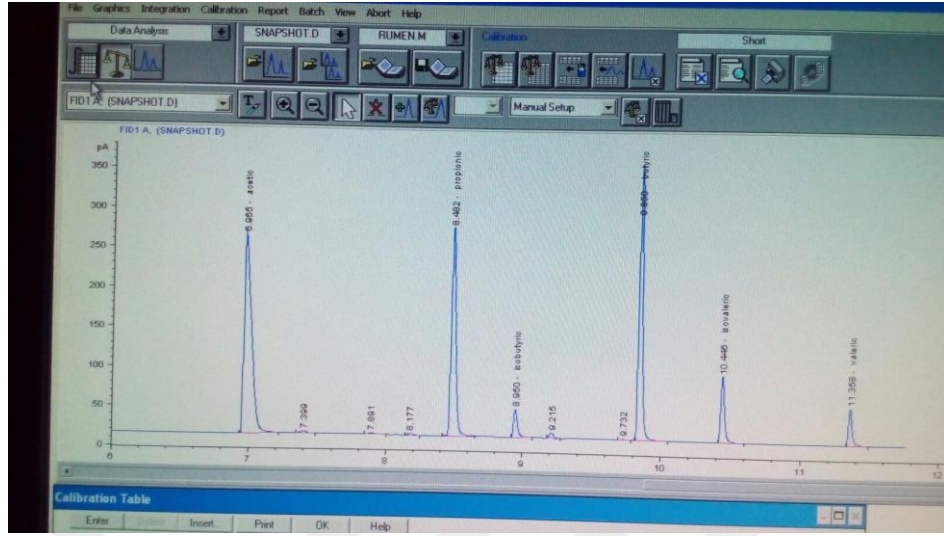 File Graphics Integration Calibration Report Batch View Abort Help
Data Analysis SNAPSHOT.D RUMEN.M Calibration Short
FID1 A, (SNAPSHOT.D) Manual Setup
FID1 A, (SNAPSHOT.D)
pA
350
300
250
200
150
100
50
0
6.965 - acetic
7.399
7.891
8.177
8.482 - propionic
8.950 - isobutyric
9.215
9.732
butyric
10.446 - isovaleric
11.358 - valeric
6 7 8 9 10 11 12
Calibration Table
Enter Delete Insert... Print OK Help